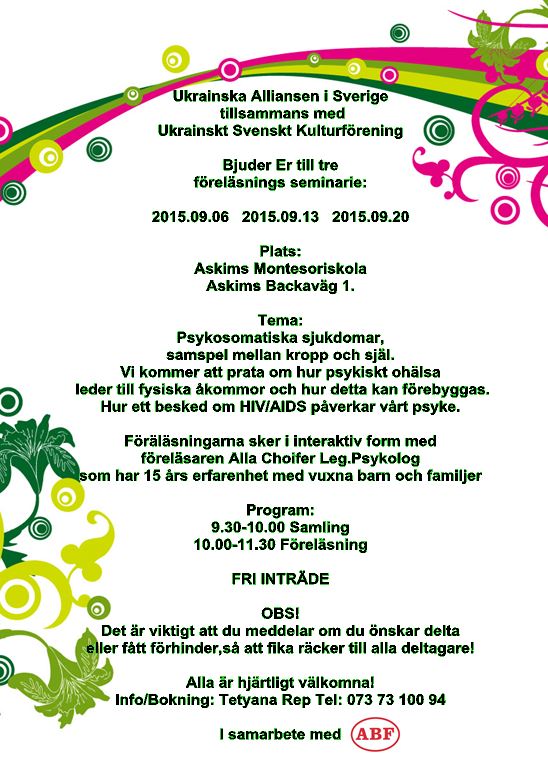 Ukrainska Alliansen i Sverige
tillsammans med
Ukrainskt Svenskt Kulturförening
Bjuder Er till tre
föreläsnings seminarie:
2015.09.06 2015.09.13 2015.09.20
Plats:
Askims Montesoriskola
Askims Backaväg 1.
Tema:
Psykosomatiska sjukdomar,
samspel mellan kropp och själ.
Vi kommer att prata om hur psykiskt ohälsa
leder till fysiska åkommor och hur detta kan förebyggas.
Hur ett besked om HIV/AIDS påverkar vårt psyke.
Föräläsningarna sker i interaktiv form med
föreläsaren Alla Choifer Leg.Psykolog
som har 15 års erfarenhet med vuxna barn och familjer
Program:
9.30-10.00 Samling
10.00-11.30 Föreläsning
FRI INTRÄDE
OBS!
Det är viktigt att du meddelar om du önskar delta
eller fått förhinder,så att fika räcker till alla deltagare!
Alla är hjärtligt välkomna!
Info/Bokning: Tetyana Rep Tel: 073 73 100 94
I samarbete med ABF